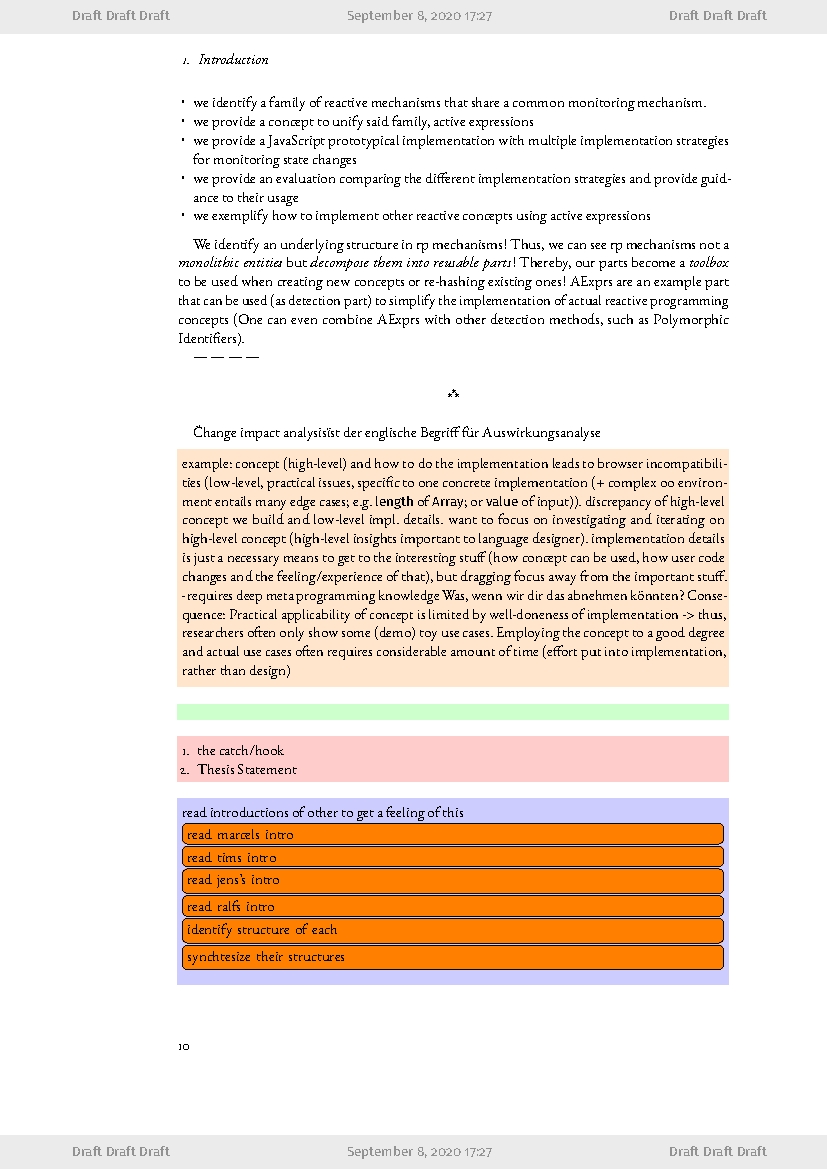 Draft Draft Draft September 8, 2020 17:27 Draft Draft Draft
1. Introduction
• we identify a family of reactive mechanisms that share a common monitoring mechanism.
• we provide a concept to unify said family, active expressions
• we provide a JavaScript prototypical implementation with multiple implementation strategies
for monitoring state changes
• we provide an evaluation comparing the different implementation strategies and provide guid-
ance to their usage
• we exemplify how to implement other reactive concepts using active expressions
We identify an underlying structure in rp mechanisms! Thus, we can see rp mechanisms not a
monolithic entities but decompose them into reusable parts! Thereby, our parts become a toolbox
to be used when creating new concepts or re-hashing existing ones! AExprs are an example part
that can be used (as detection part) to simplify the implementation of actual reactive programming
concepts (One can even combine AExprs with other detection methods, such as Polymorphic
Identifiers).
— — — —
⁂
C̈hange impact analysisïst der englische Begriff für Auswirkungsanalyse
example: concept (high-level) and how to do the implementation leads to browser incompatibili-
ties (low-level, practical issues, specific to one concrete implementation (+ complex oo environ-
ment entails many edge cases; e.g. length of Array; or value of input)). discrepancy of high-level
concept we build and low-level impl. details. want to focus on investigating and iterating on
high-level concept (high-level insights important to language designer). implementation details
is just a necessary means to get to the interesting stuff (how concept can be used, how user code
changes and the feeling/experience of that), but dragging focus away from the important stuff.
-requires deep meta programming knowledge Was, wenn wir dir das abnehmen könnten? Conse-
quence: Practical applicability of concept is limited by well-doneness of implementation -> thus,
researchers often only show some (demo) toy use cases. Employing the concept to a good degree
and actual use cases often requires considerable amount of time (effort put into implementation,
rather than design)
1. the catch/hook
2. Thesis Statement
read introductions of other to get a feeling of this
read marcels intro
read tims intro
read jens's intro
read ralfs intro
identify structure of each
synchtesize their structures
10
Draft Draft Draft September 8, 2020 17:27 Draft Draft Draft